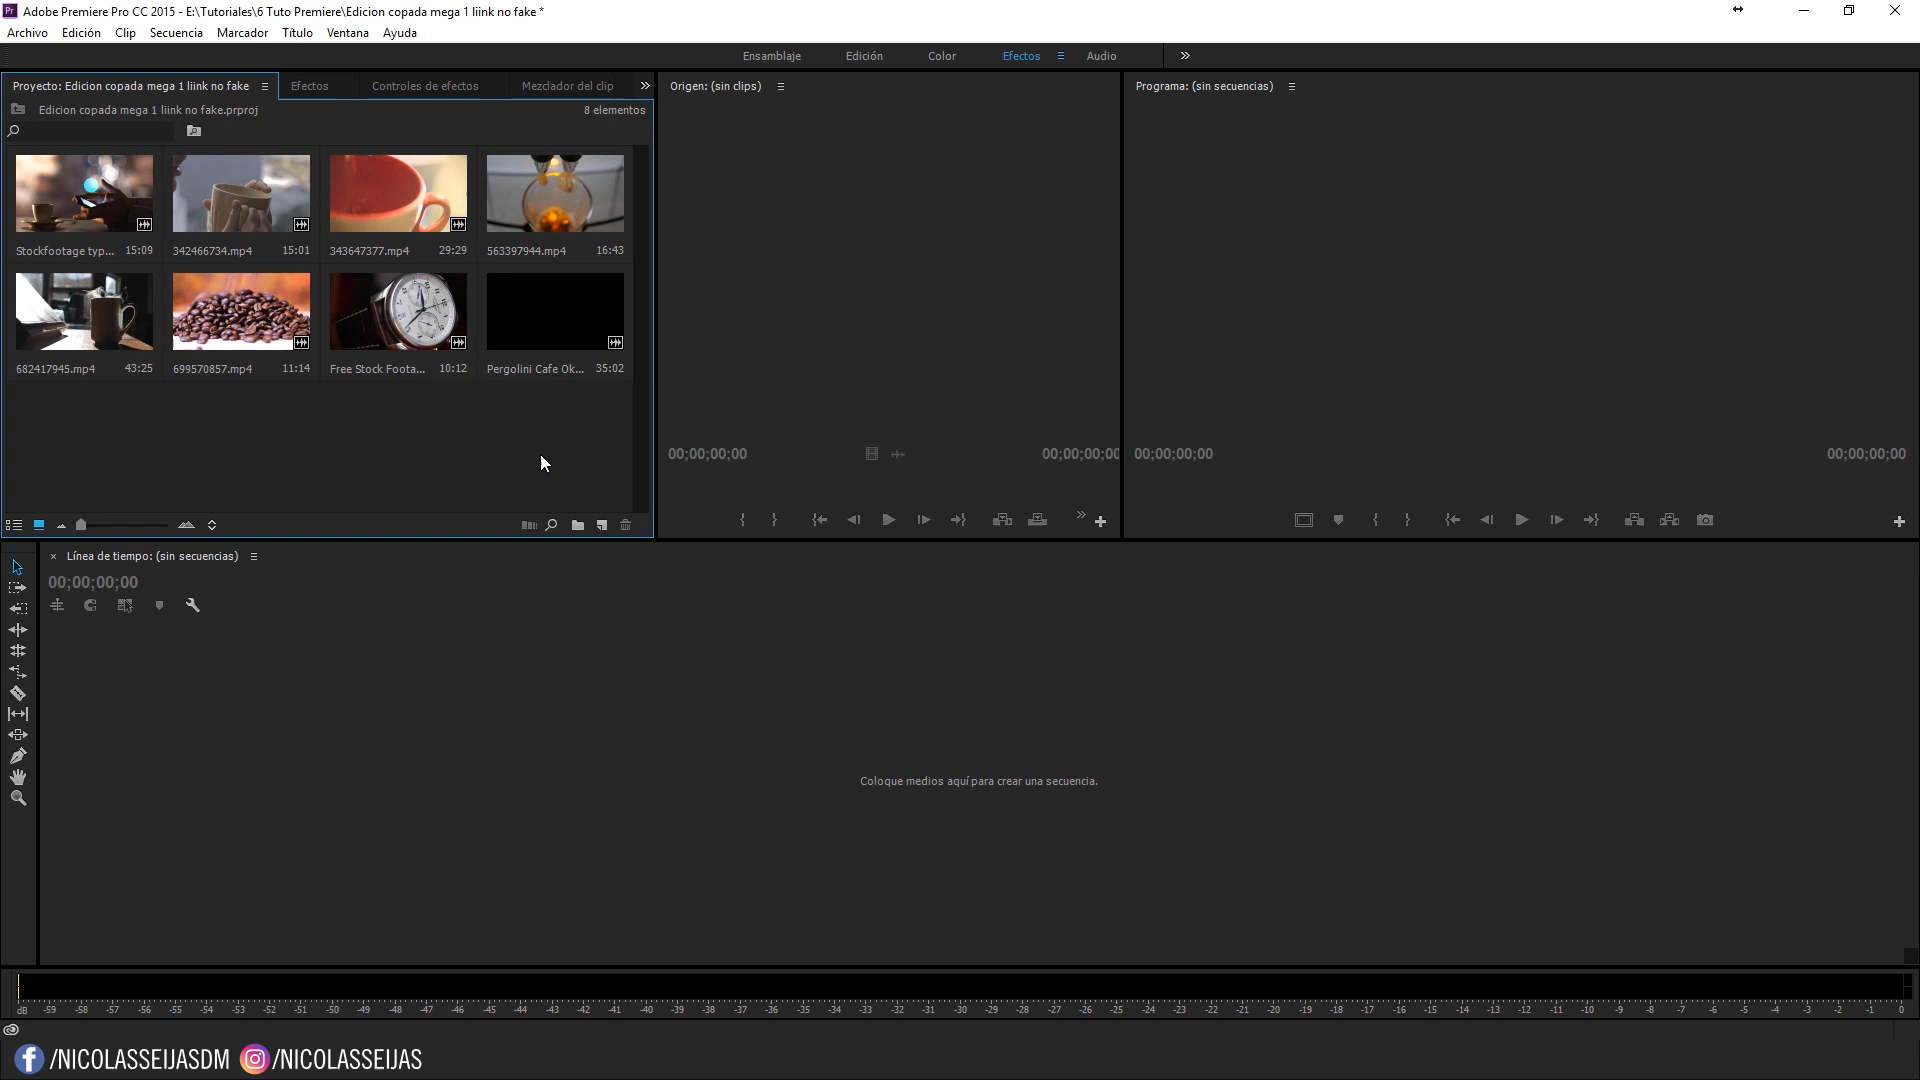 Pr Adobe Premiere Pro CC 2015 - E:\Tutoriales\6 Tuto Premiere\Edicion copada mega 1 liink no fake *
Archivo Edición Clip Secuencia Marcador Título Ventana Ayuda
Ensamblaje Edición Color Efectos Audio
Proyecto: Edicion copada mega 1 liink no fake Efectos Controles de efectos Mezclador del clip
Edicion copada mega 1 liink no fake.prproj 8 elementos
Stockfootage typ... 15:09 342466734.mp4 15:01 343647377.mp4 29:29 563397944.mp4 16:43
682417945.mp4 43:25 699570857.mp4 11:14 Free Stock Foota... 10:12 Pergolini Cafe Ok... 35:02
Origen: (sin clips)
00;00;00;00 00;00;00;00
Programa: (sin secuencias)
00;00;00;00 00;00;00;00
Línea de tiempo: (sin secuencias)
00;00;00;00
Coloque medios aquí para crear una secuencia.
dB -59 -58 -57 -56 -55 -54 -53 -52 -51 -50 -49 -48 -47 -46 -45 -44 -43 -42 -41 -40 -39 -38 -37 -36 -35 -34 -33 -32 -31 -30 -29 -28 -27 -26 -25 -24 -23 -22 -21 -20 -19 -18 -17 -16 -15 -14 -13 -12 -11 -10 -9 -8 -7 -6 -5 -4 -3 -2 -1 0
f /NICOLASSEIJASDM /NICOLASSEIJAS